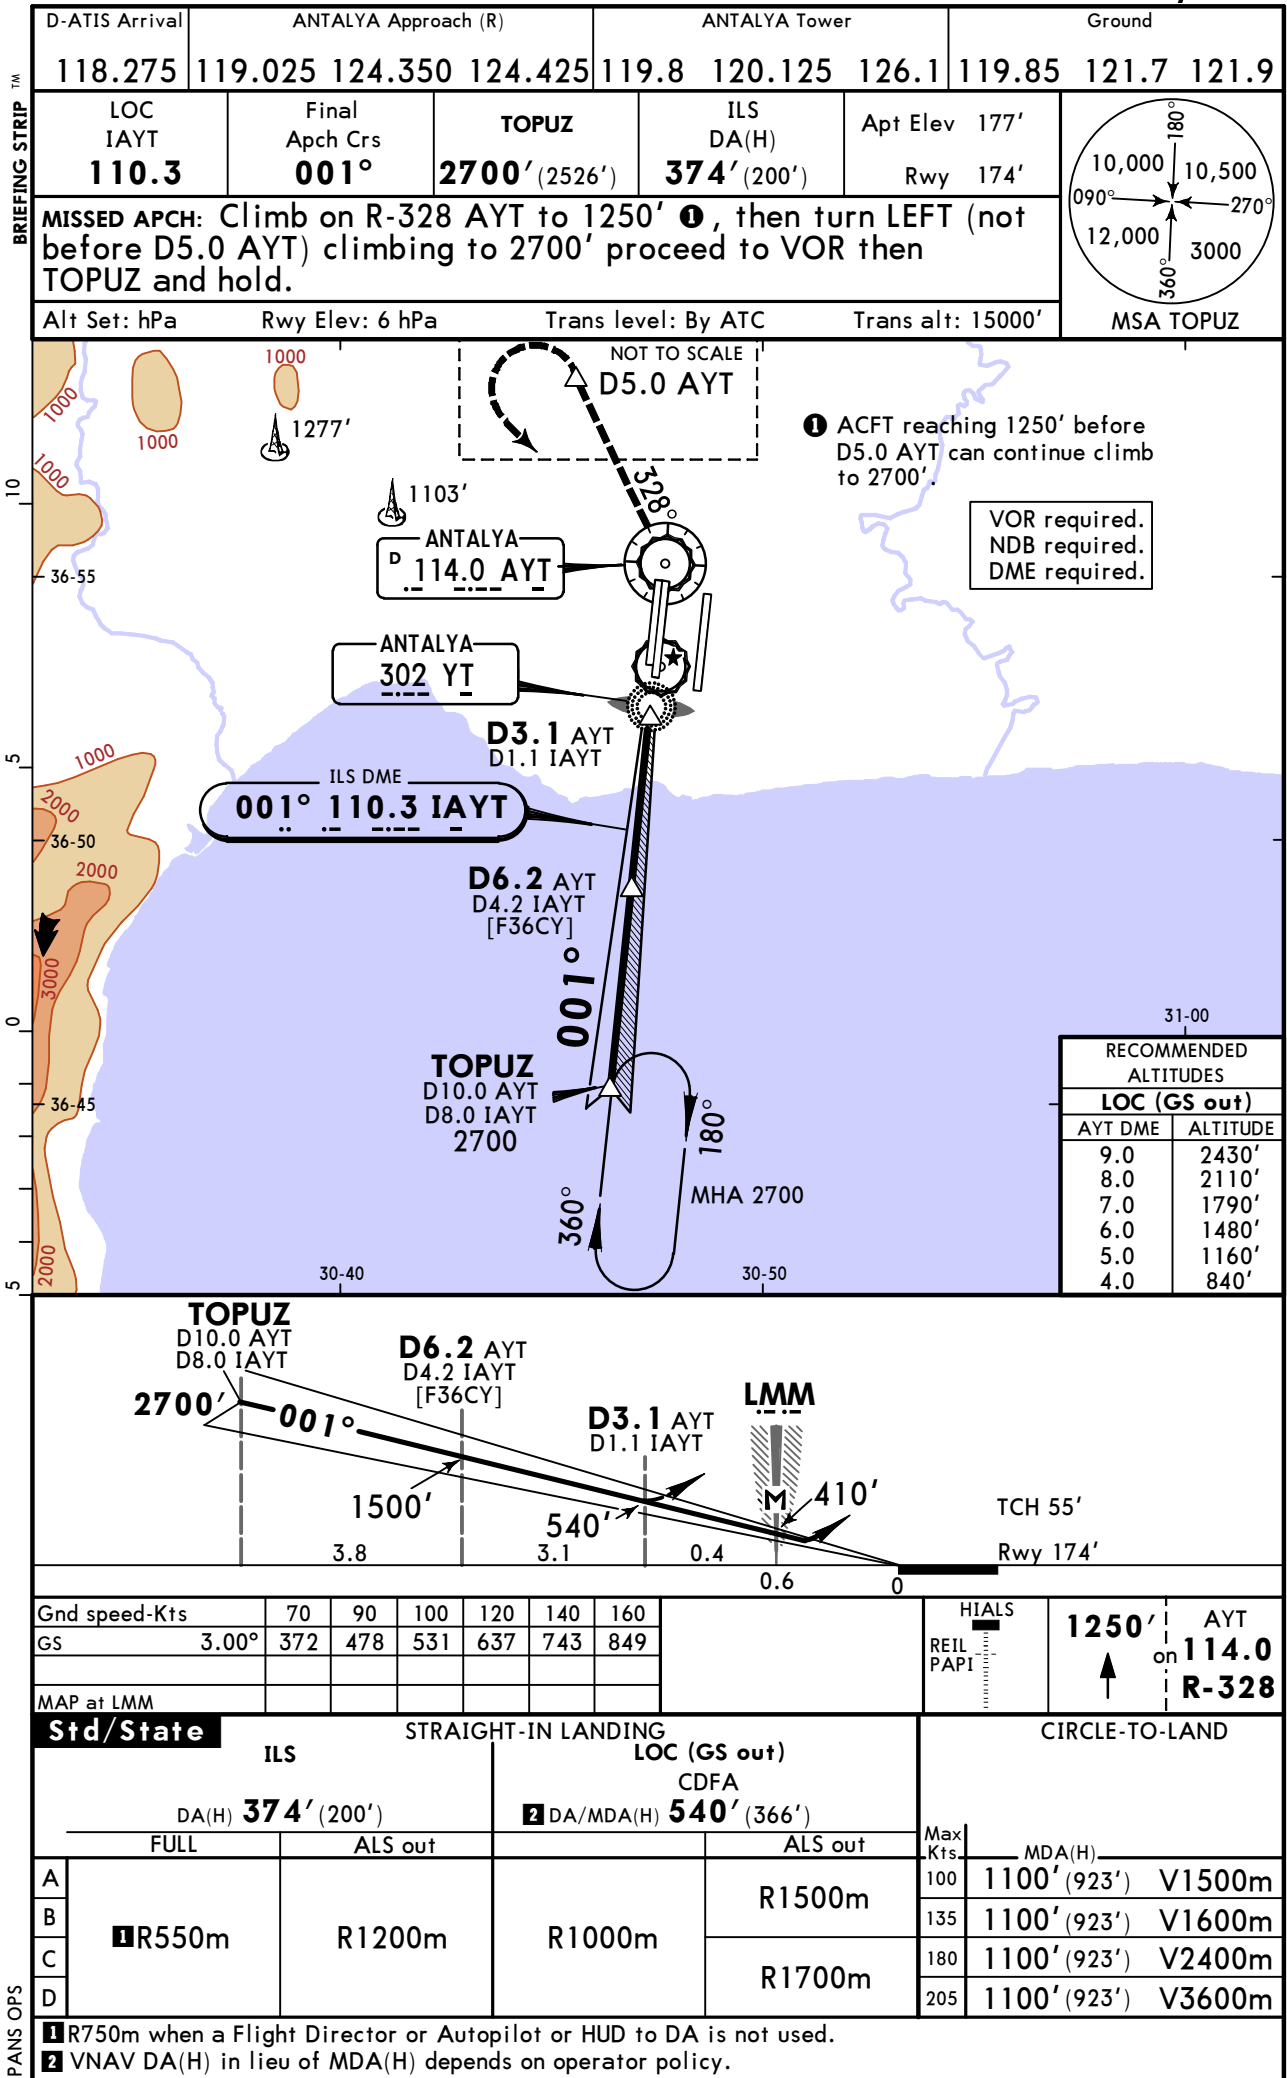 D-ATIS Arrival
118.275
ANTALYA Approach (R)
119.025 124.350 124.425
ANTALYA Tower
119.8 120.125 126.1
Ground
119.85 121.7 121.9
BRIEFING STRIP TM
LOC
IAYT
110.3
Final
Apch Crs
001°
TOPUZ
2700' (2526')
ILS
DA(H)
374' (200')
Apt Elev 177'
Rwy 174'
MISSED APCH: Climb on R-328 AYT to 1250' 1, then turn LEFT (not
before D5.0 AYT) climbing to 2700' proceed to VOR then
TOPUZ and hold.
Alt Set: hPa Rwy Elev: 6 hPa Trans level: By ATC Trans alt: 15000'
180°
10,000
10,500
090°
270°
12,000
3000
360°
MSA TOPUZ
NOT TO SCALE
D5.0 AYT
1000
1000
1000
1277'
1000
1103'
328°
1 ACFT reaching 1250' before
D5.0 AYT can continue climb
to 2700'.
VOR required.
NDB required.
DME required.
10
36-55
ANTALYA
D 114.0 AYT
ANTALYA
302 YT
D3.1 AYT
D1.1 IAYT
5
1000
2000
36-50
2000
3000
ILS DME
001° 110.3 IAYT
D6.2 AYT
D4.2 IAYT
[F36CY]
001°
0
31-00
TOPUZ
D10.0 AYT
D8.0 IAYT
2700
36-45
180°
MHA 2700
360°
2000
5
30-40
30-50
RECOMMENDED
ALTITUDES
LOC (GS out)
AYT DME ALTITUDE
9.0 2430'
8.0 2110'
7.0 1790'
6.0 1480'
5.0 1160'
4.0 840'
TOPUZ
D10.0 AYT
D8.0 IAYT
2700'
001°
D6.2 AYT
D4.2 IAYT
[F36CY]
1500'
D3.1 AYT
D1.1 IAYT
540'
LMM
M
410'
TCH 55'
Rwy 174'
3.8
3.1
0.4
0.6
0
Gnd speed-Kts 70 90 100 120 140 160
GS 3.00° 372 478 531 637 743 849
MAP at LMM
HIALS
REIL
PAPI
1250'
on
AYT
114.0
R-328
Std/State
STRAIGHT-IN LANDING
CIRCLE-TO-LAND
ILS
DA(H) 374' (200')
FULL
ALS out
LOC (GS out)
CDFA
2 DA/MDA(H) 540' (366')
ALS out
Max
Kts
MDA(H)
A
B
C
D
1 R550m
R1200m
R1000m
R1500m
R1700m
100 1100' (923') V1500m
135 1100' (923') V1600m
180 1100' (923') V2400m
205 1100' (923') V3600m
1 R750m when a Flight Director or Autopilot or HUD to DA is not used.
2 VNAV DA(H) in lieu of MDA(H) depends on operator policy.
PANS OPS